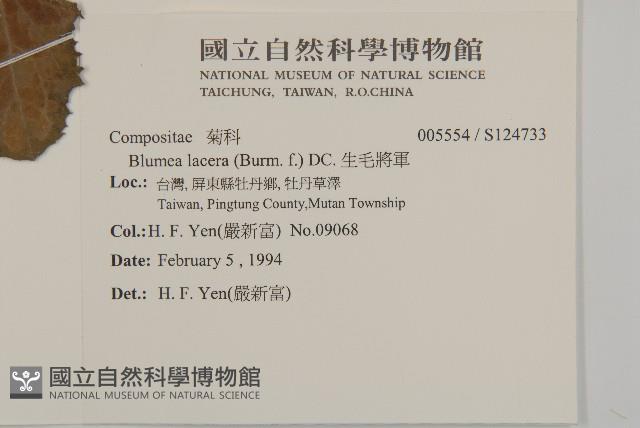 國立自然科學博物館
NATIONAL MUSEUM OF NATURAL SCIENCE
TAICHUNG, TAIWAN, R.O.CHINA
Compositae 菊科 005554 / S124733
Blumea lacera (Burm. f.) DC. 生毛將軍
Loc.: 台灣, 屏東縣牡丹鄉, 牡丹草澤
Taiwan, Pingtung County,Mutan Township
Col.: H. F. Yen(嚴新富) No.09068
Date: February 5 , 1994
Det.: H. F. Yen(嚴新富)
國立自然科學博物館
NATIONAL MUSEUM OF NATURAL SCIENCE